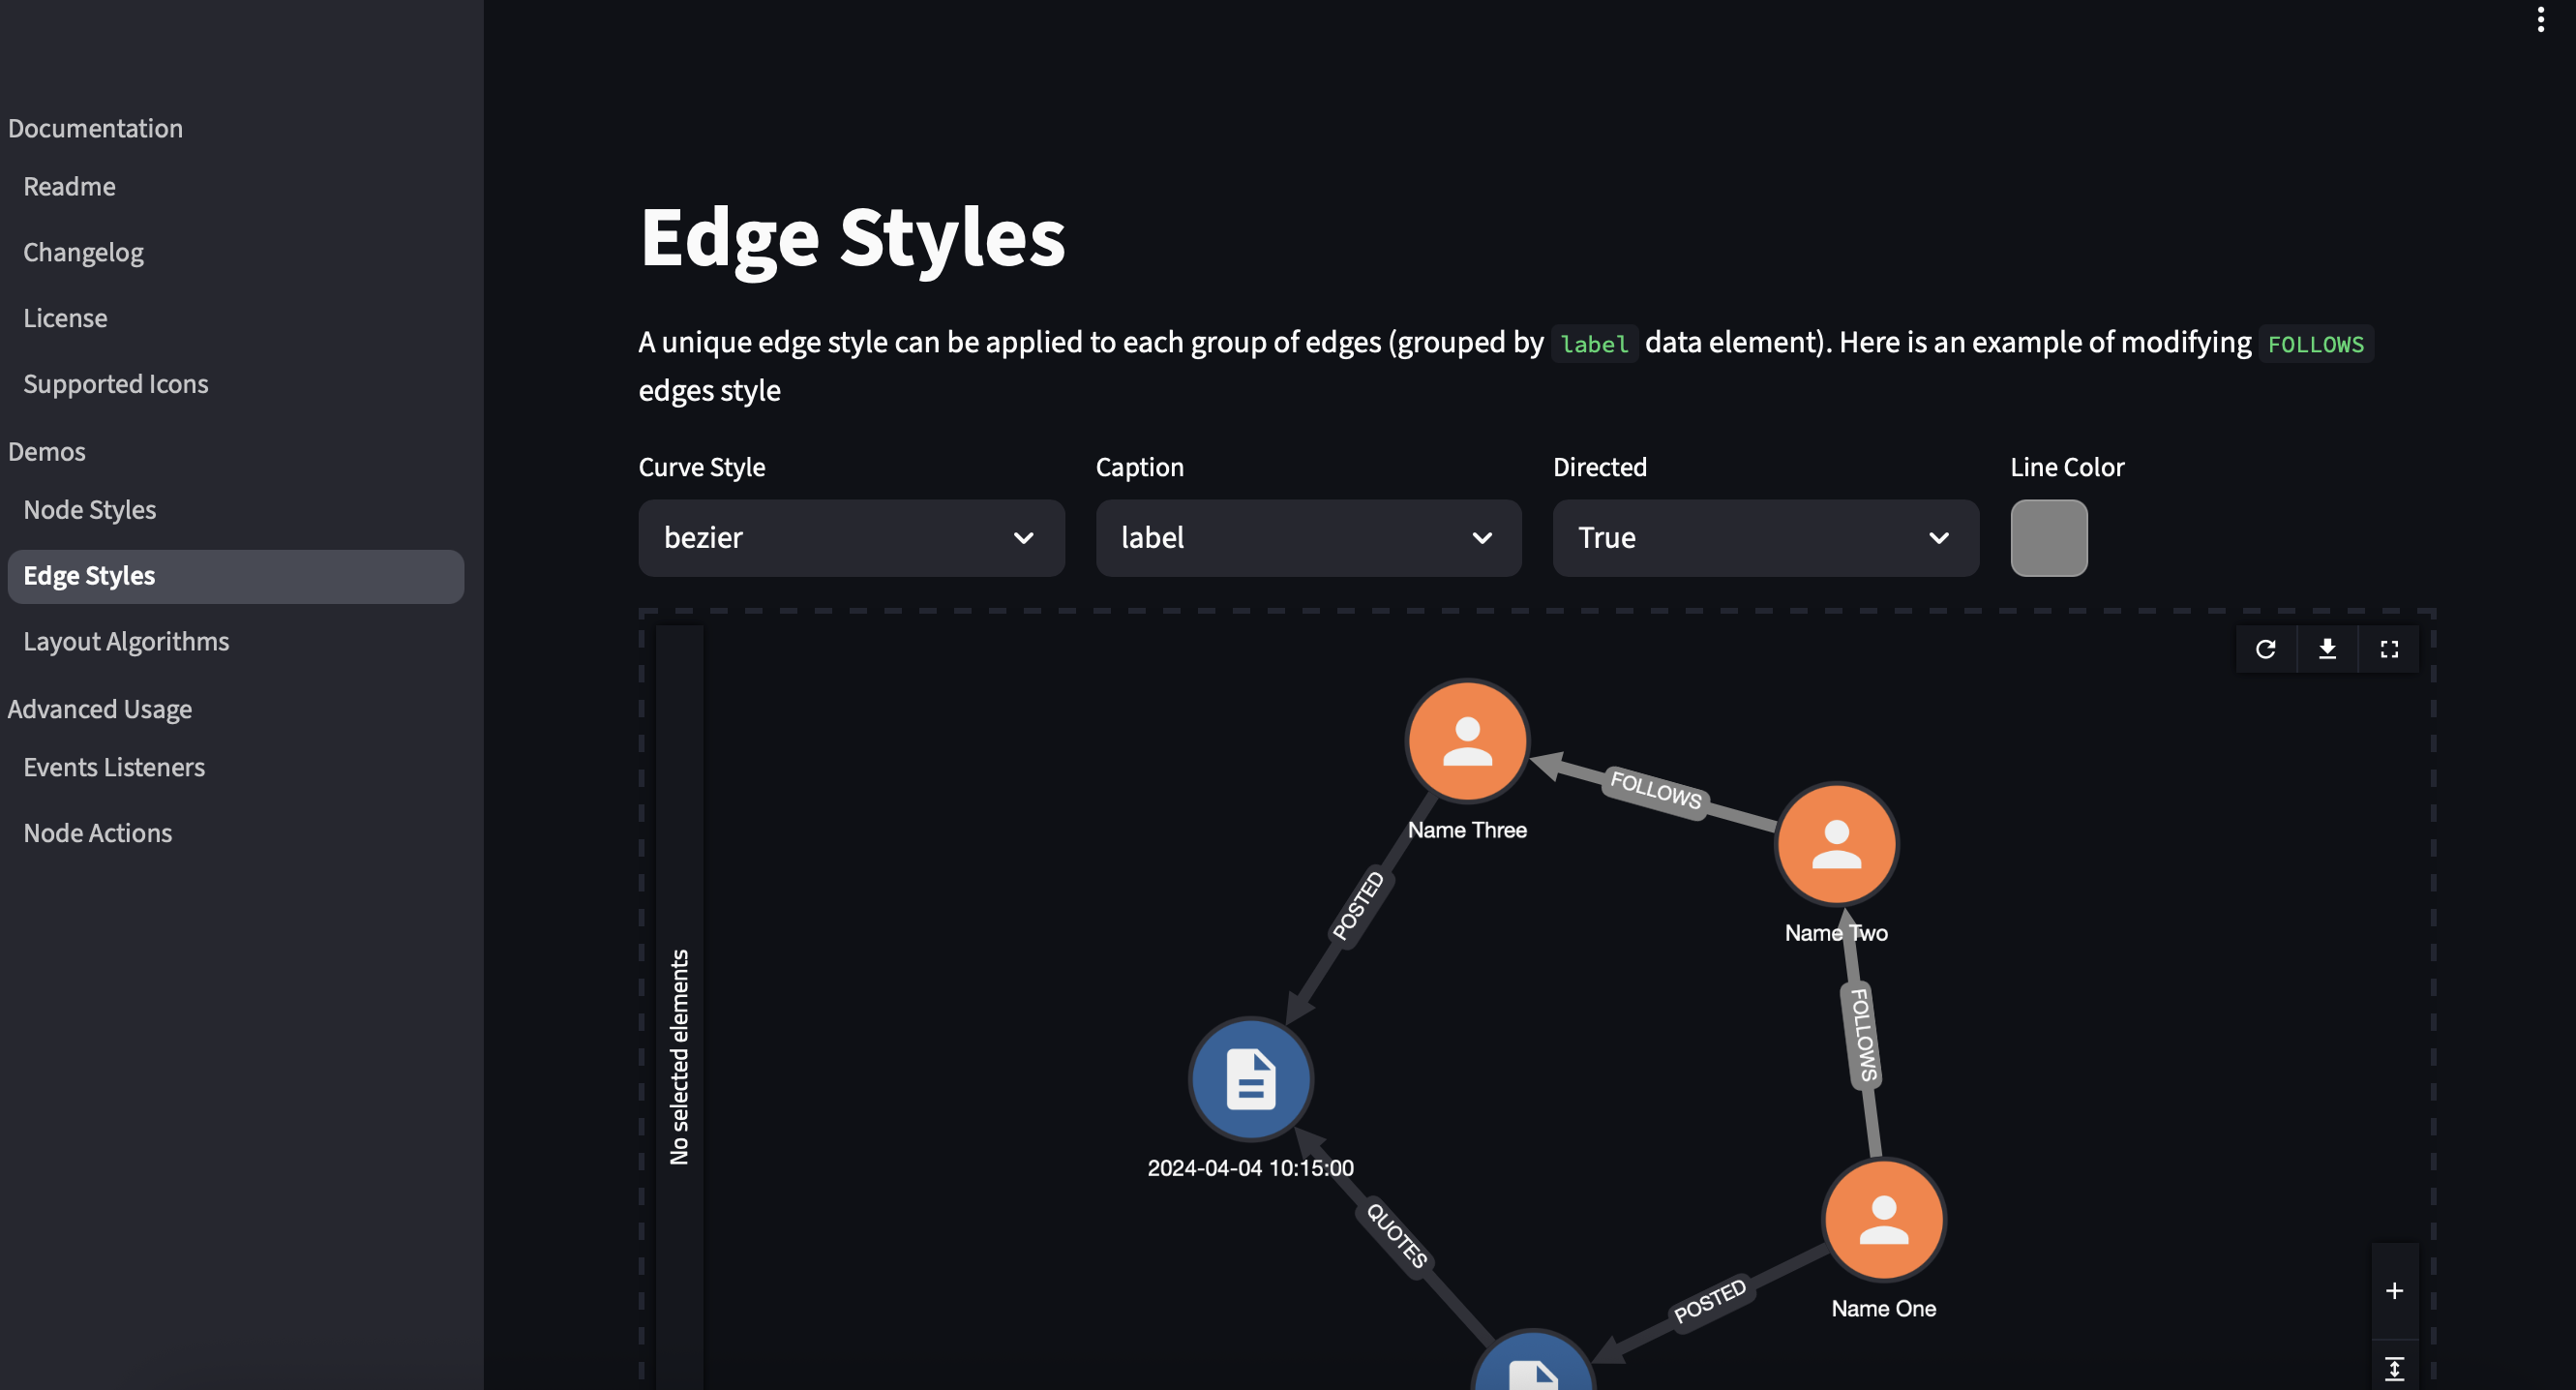 Documentation
Readme
Changelog
License
Supported Icons
Demos
Node Styles
Edge Styles
Layout Algorithms
Advanced Usage
Events Listeners
Node Actions
Edge Styles
A unique edge style can be applied to each group of edges (grouped by label data element). Here is an example of modifying FOLLOWS
edges style
Curve Style
Caption
Directed
Line Color
bezier
label
True
No selected elements
FOLLOWS
Name Three
POSTED
Name Two
FOLLOWS
2024-04-04 10:15:00
QUOTES
POSTED
Name One